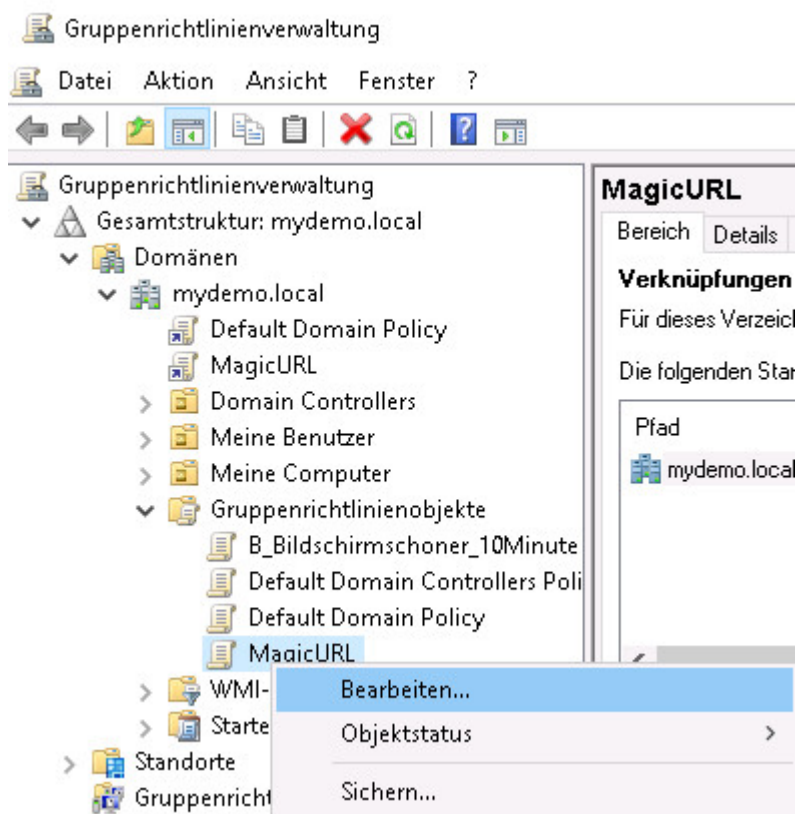 Gruppenrichtlinienverwaltung
Datei Aktion Ansicht Fenster ?
Gruppenrichtlinienverwaltung
Gesamtstruktur: mydemo.local
Domänen
mydemo.local
Default Domain Policy
MagicURL
Domain Controllers
Meine Benutzer
Meine Computer
Gruppenrichtlinienobjekte
B_Bildschirmschoner_10Minute
Default Domain Controllers Poli
Default Domain Policy
MagicURL
WMI-
Starte
Standorte
Gruppenricht
Bearbeiten...
Objektstatus
Sichern...
MagicURL
Bereich Details
Verknüpfungen
Für dieses Verzeicl
Die folgenden Star
Pfad
mydemo.local